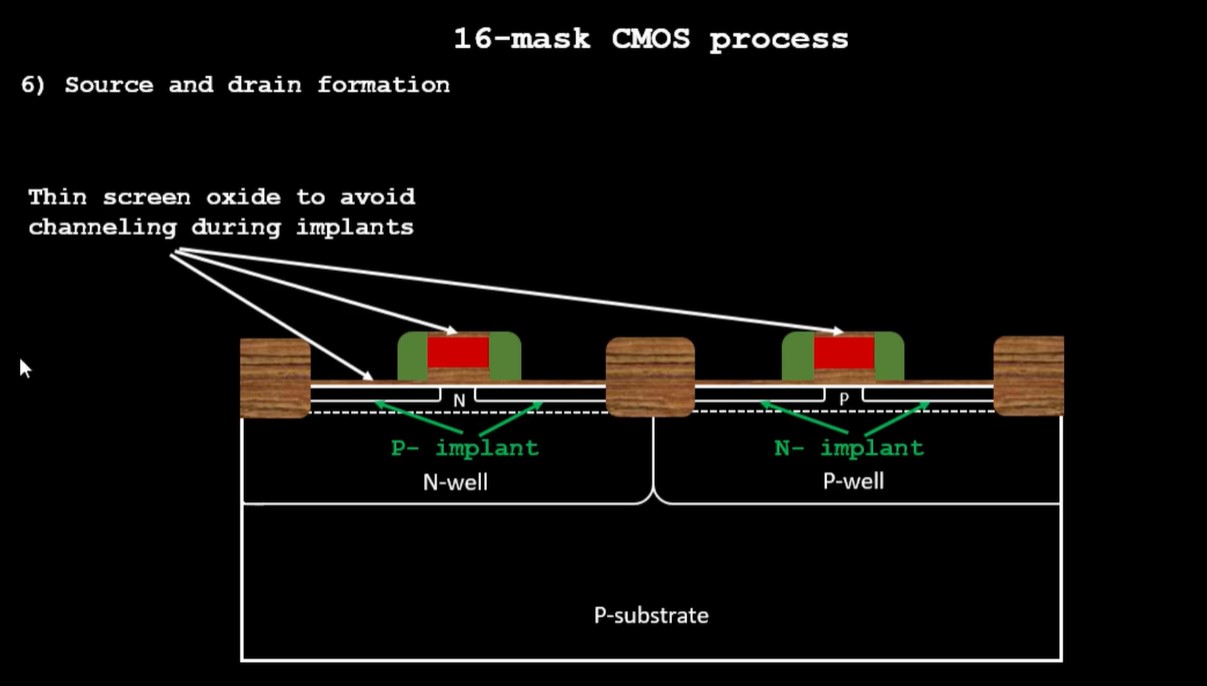 16-mask CMOS process
6) Source and drain formation
Thin screen oxide to avoid
channeling during implants
N
P
P- implant
N- implant
N-well
P-well
P-substrate